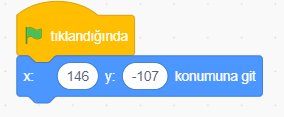 tıklandığında
x: 146 y: -107 konumuna git